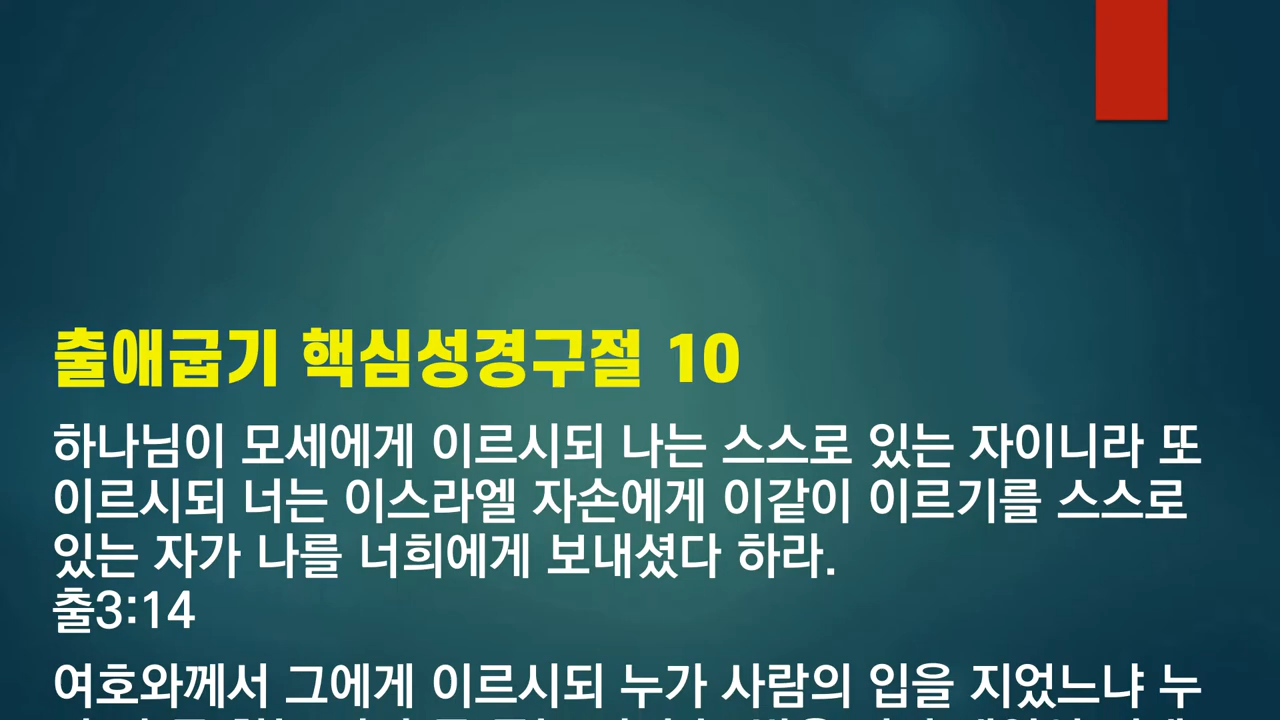 출애굽기 핵심성경구절 10
하나님이 모세에게 이르시되 나는 스스로 있는 자이니라 또
이르시되 너는 이스라엘 자손에게 이같이 이르기를 스스로
있는 자가 나를 너희에게 보내셨다 하라.
출3:14
여호와께서 그에게 이르시되 누가 사람의 입을 지었느냐 누